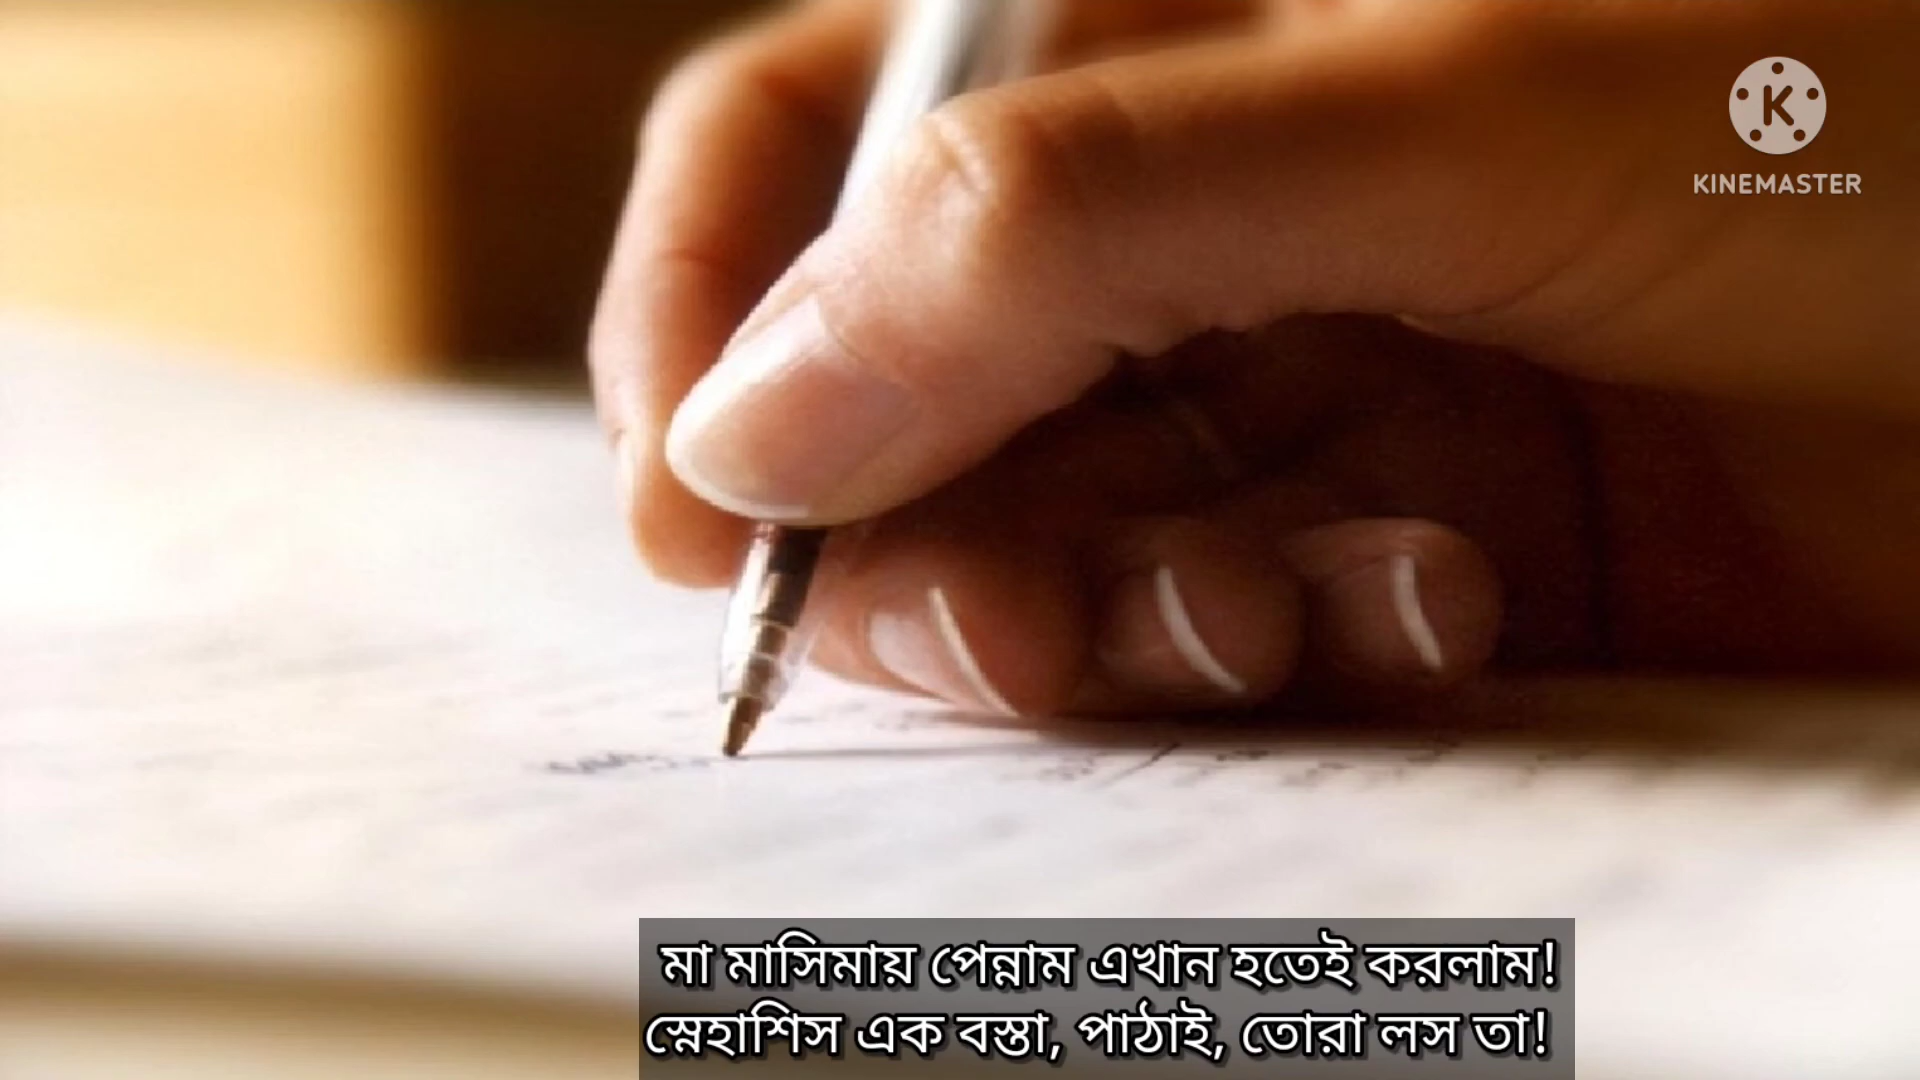 KINEMASTER
মা মাসিমায় পেন্নাম এখান হতেই করলাম!
স্নেহাশিস এক বস্তা, পাঠাই, তোরা লস তা!